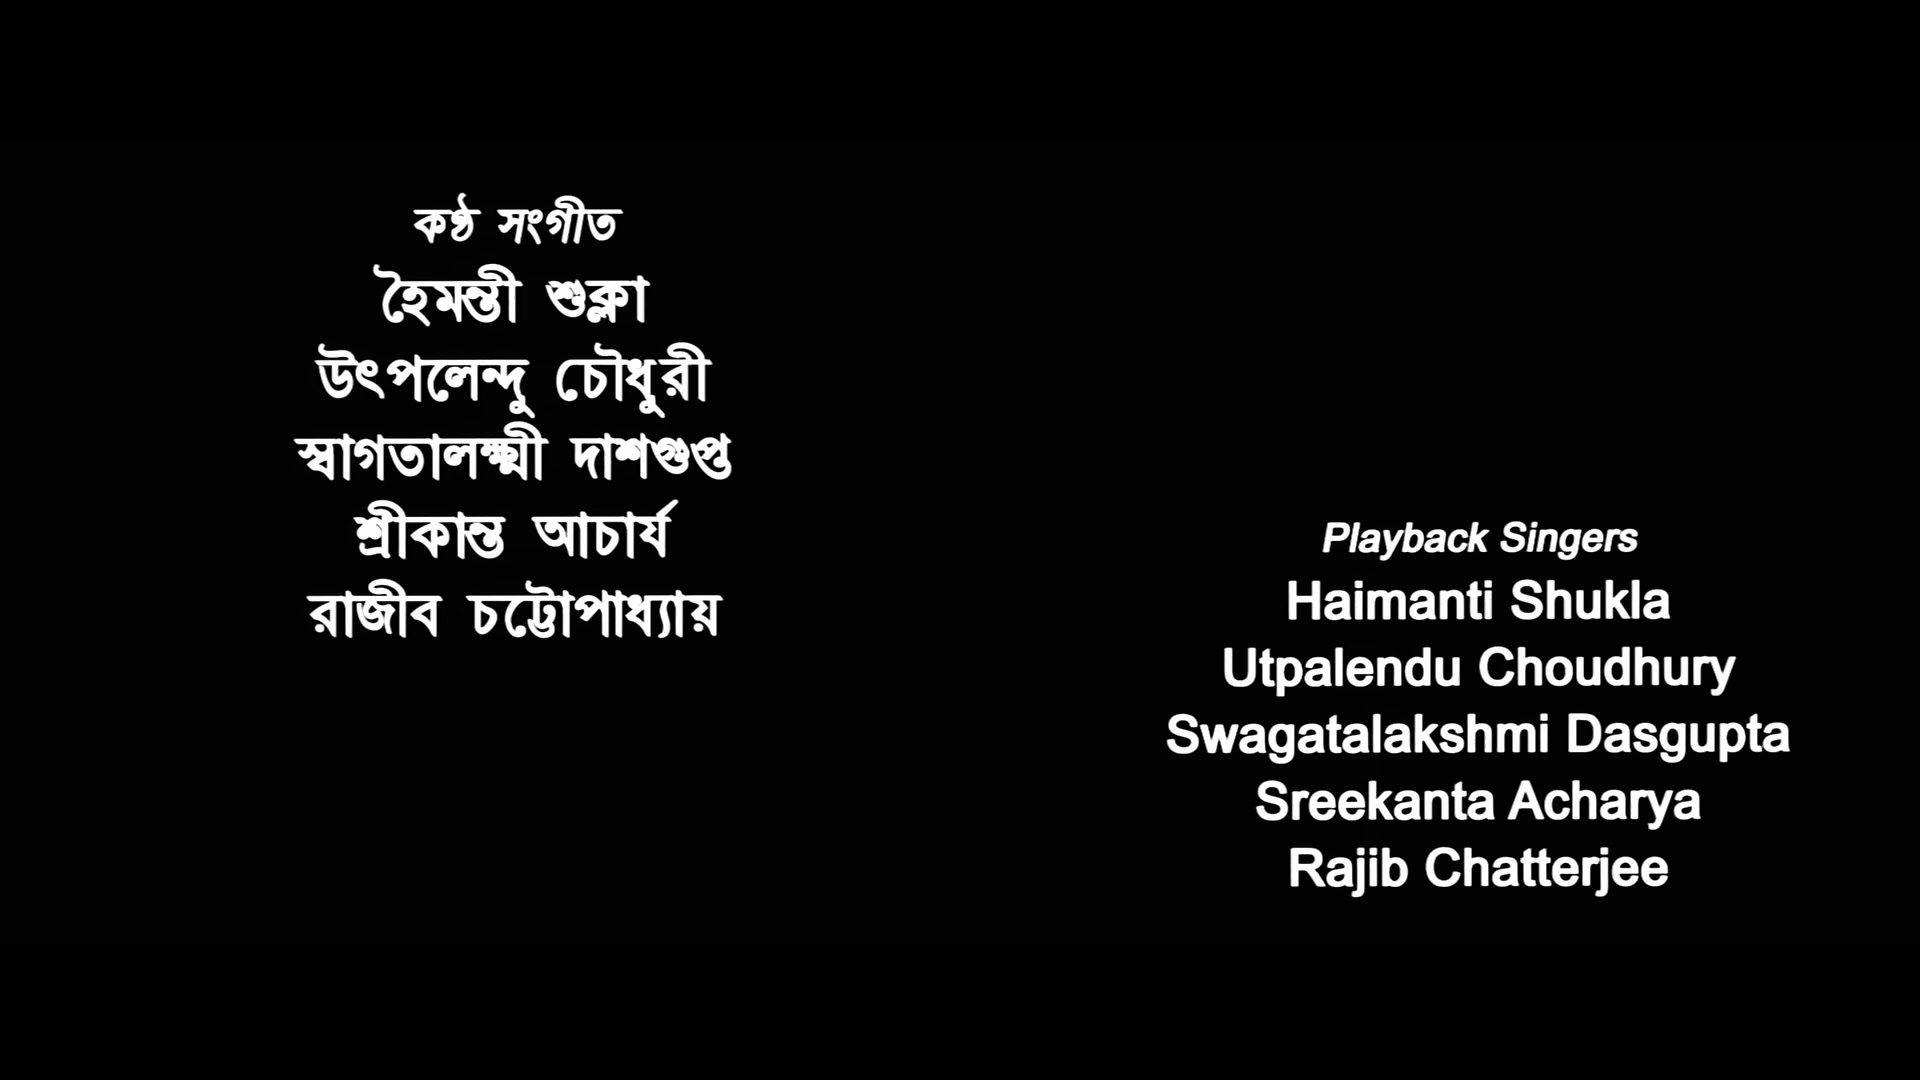 কণ্ঠ সংগীত
হৈমন্তী শুক্লা
উৎপলেন্দু চৌধুরী
স্বাগতালক্ষ্মী দাশগুপ্ত
শ্রীকান্ত আচার্য
রাজীব চট্টোপাধ্যায়
Playback Singers
Haimanti Shukla
Utpalendu Choudhury
Swagatalakshmi Dasgupta
Sreekanta Acharya
Rajib Chatterjee